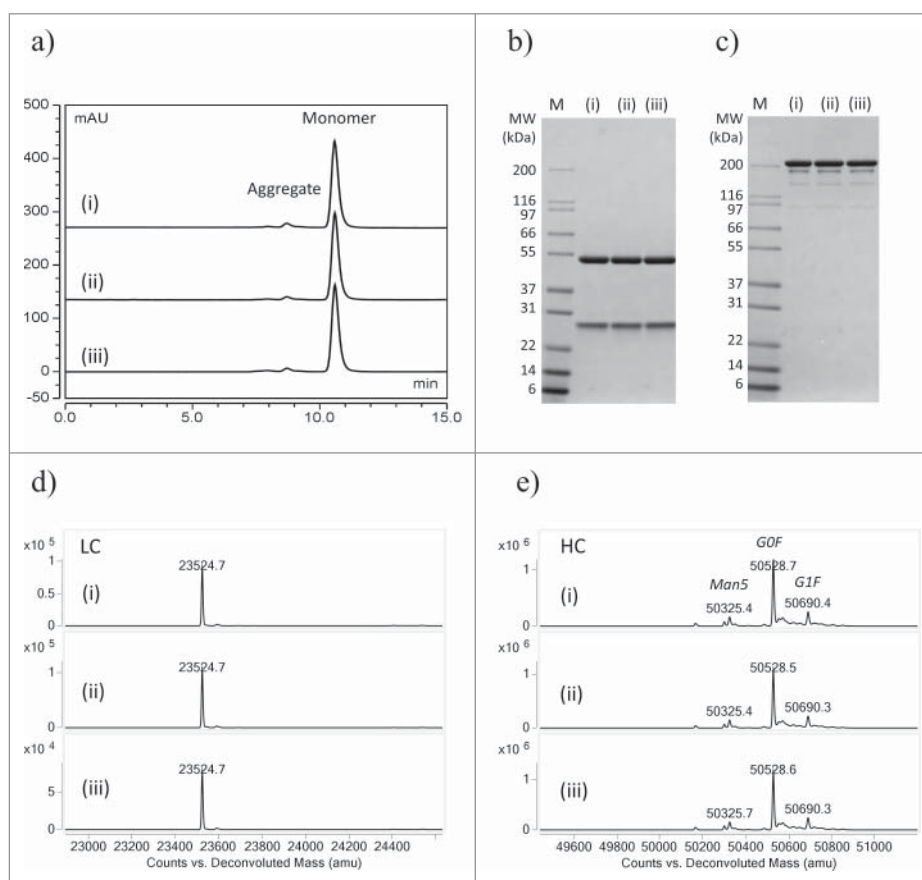 a)
500
mAU
Monomer
400
Aggregate
300
(i)
200
(ii)
100
(iii)
0
min
-50
0.0 5.0 10.0 15.0
b)
M (i) (ii) (iii)
MW
(kDa)
200
116
97
66
55
37
31
22
14
6
c)
M (i) (ii) (iii)
MW
(kDa)
200
116
97
66
55
37
31
22
14
6
d)
x10 5 LC
1 23524.7
(i)
0.5
0
x10 5
1 23524.7
(ii)
0
x10 4
23524.7
5 (iii)
0
23000 23200 23400 23600 23800 24000 24200 24400
Counts vs. Deconvoluted Mass (amu)
e)
x10 6 HC G0F
1 50528.7
Man5 G1F
(i) 50325.4 50690.4
0
x10 6
1 50528.5
(ii) 50325.4 50690.3
0
x10 6
1 50528.6
(iii) 50325.7 50690.3
0
49600 49800 50000 50200 50400 50600 50800 51000
Counts vs. Deconvoluted Mass (amu)